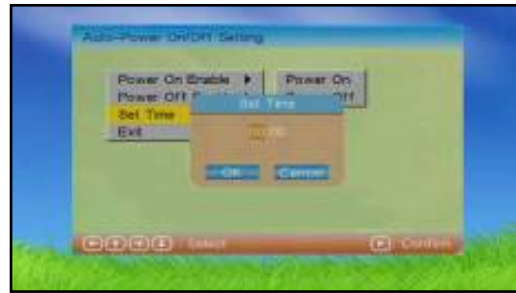 Auto-Power On/Off Setting
Power On Enable
Power On
Power Off
Off
Set Time
Set Time
Exit
OK
Cancel
Select
Confirm